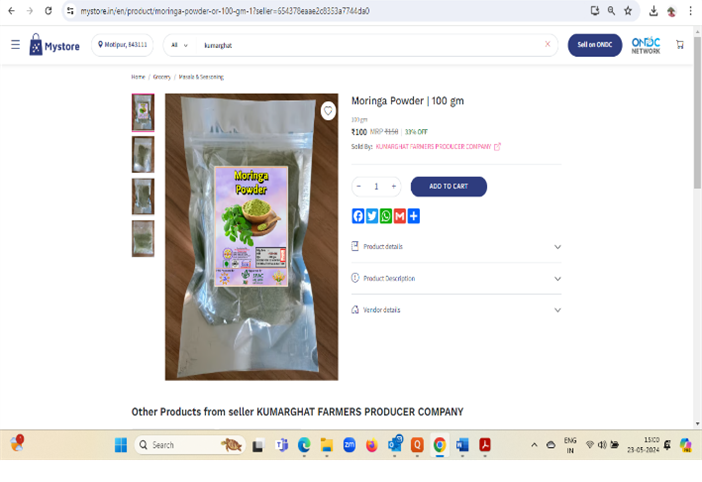 mystore.in/en/product/moringa-powder-or-100-gm-1?seller=654378eaae2c8353a7744da0
Mystore
Motipur, 843111
All
kumarghat
Sell on ONDC
ONDC
NETWORK
Home / Grocery / Masala & Seasoning
Moringa Powder | 100 gm
100 gm
₹100 MRP ₹150 | 33% OFF
Sold By: KUMARGHAT FARMERS PRODUCER COMPANY
- 1 +
ADD TO CART
Product details
Product Description
Vendor details
Moringa
Powder
Other Products from seller KUMARGHAT FARMERS PRODUCER COMPANY
Search
ENG
IN
23-05-2024